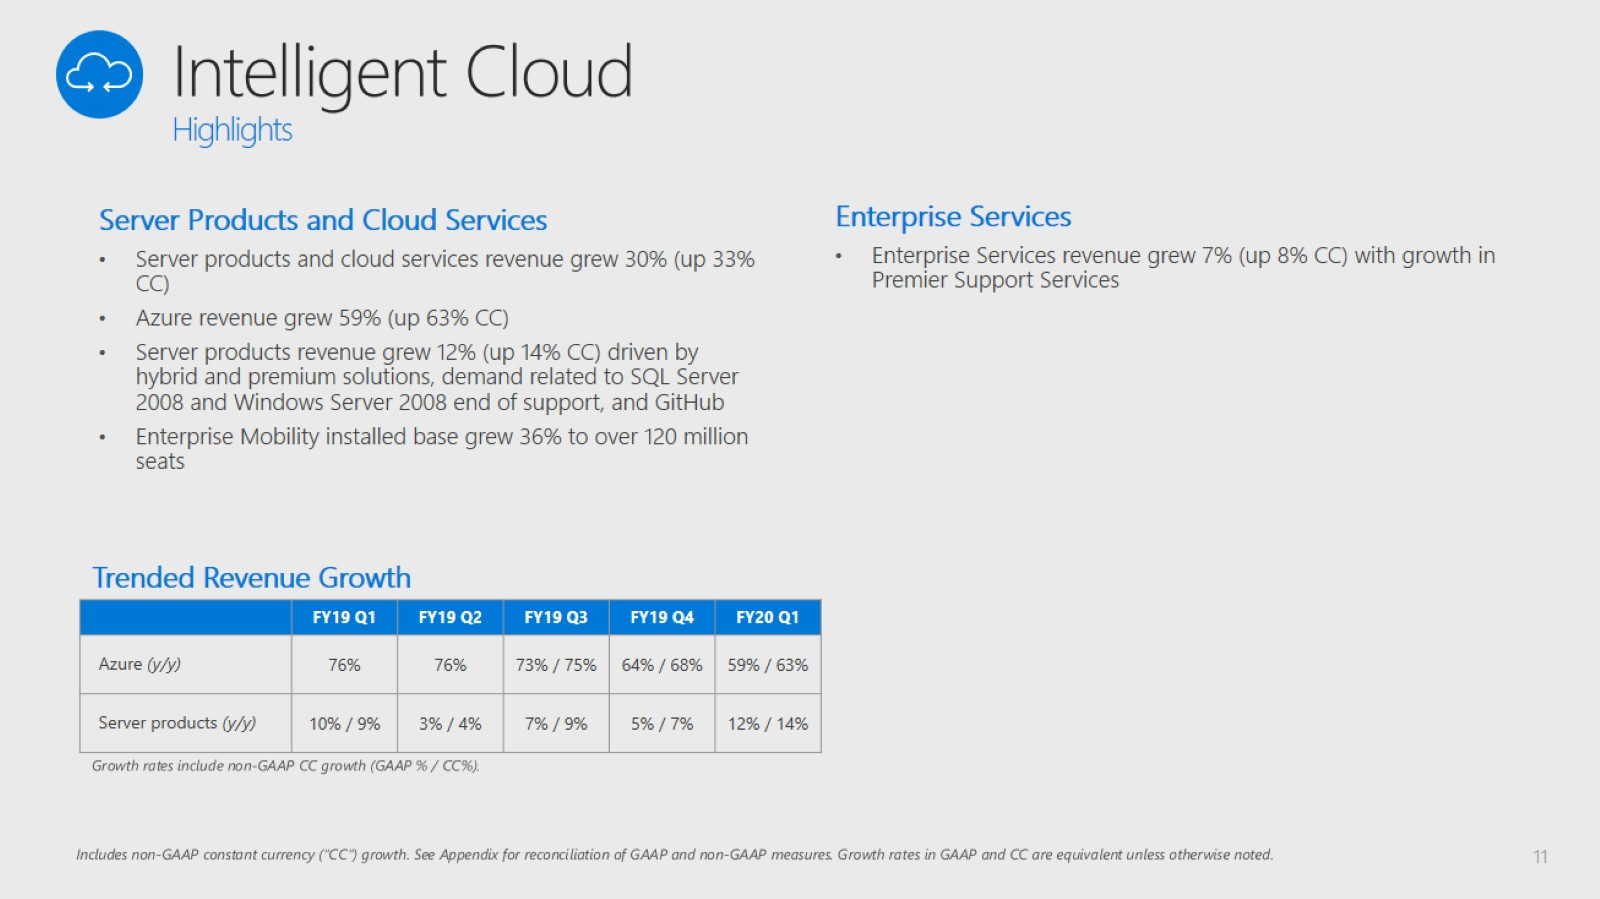 Intelligent Cloud
Highlights
Server Products and Cloud Services
• Server products and cloud services revenue grew 30% (up 33%
CC)
• Azure revenue grew 59% (up 63% CC)
• Server products revenue grew 12% (up 14% CC) driven by
hybrid and premium solutions, demand related to SQL Server
2008 and Windows Server 2008 end of support, and GitHub
• Enterprise Mobility installed base grew 36% to over 120 million
seats
Enterprise Services
• Enterprise Services revenue grew 7% (up 8% CC) with growth in
Premier Support Services
Trended Revenue Growth
FY19 Q1 FY19 Q2 FY19 Q3 FY19 Q4 FY20 Q1
Azure (y/y) 76% 76% 73% / 75% 64% / 68% 59% / 63%
Server products (y/y) 10% / 9% 3% / 4% 7% / 9% 5% / 7% 12% / 14%
Growth rates include non-GAAP CC growth (GAAP % / CC%).
Includes non-GAAP constant currency ("CC") growth. See Appendix for reconciliation of GAAP and non-GAAP measures. Growth rates in GAAP and CC are equivalent unless otherwise noted.
11